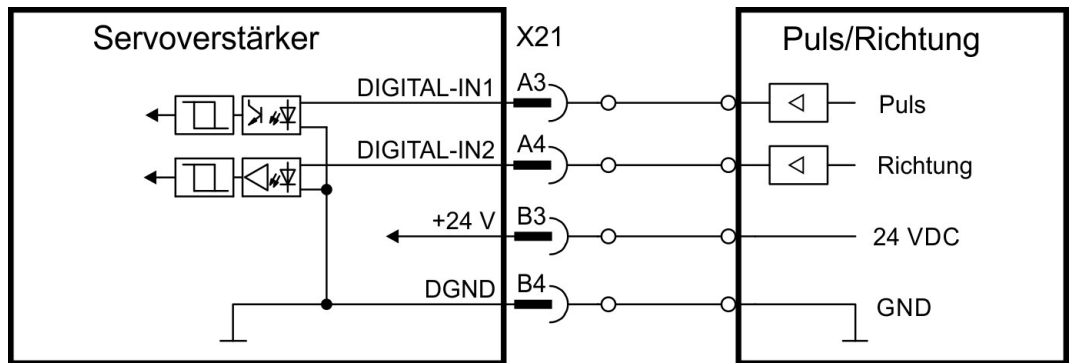 Servoverstärker
X21
Puls/Richtung
DIGITAL-IN1 A3 Puls
DIGITAL-IN2 A4 Richtung
+24 V B3 24 VDC
DGND B4 GND